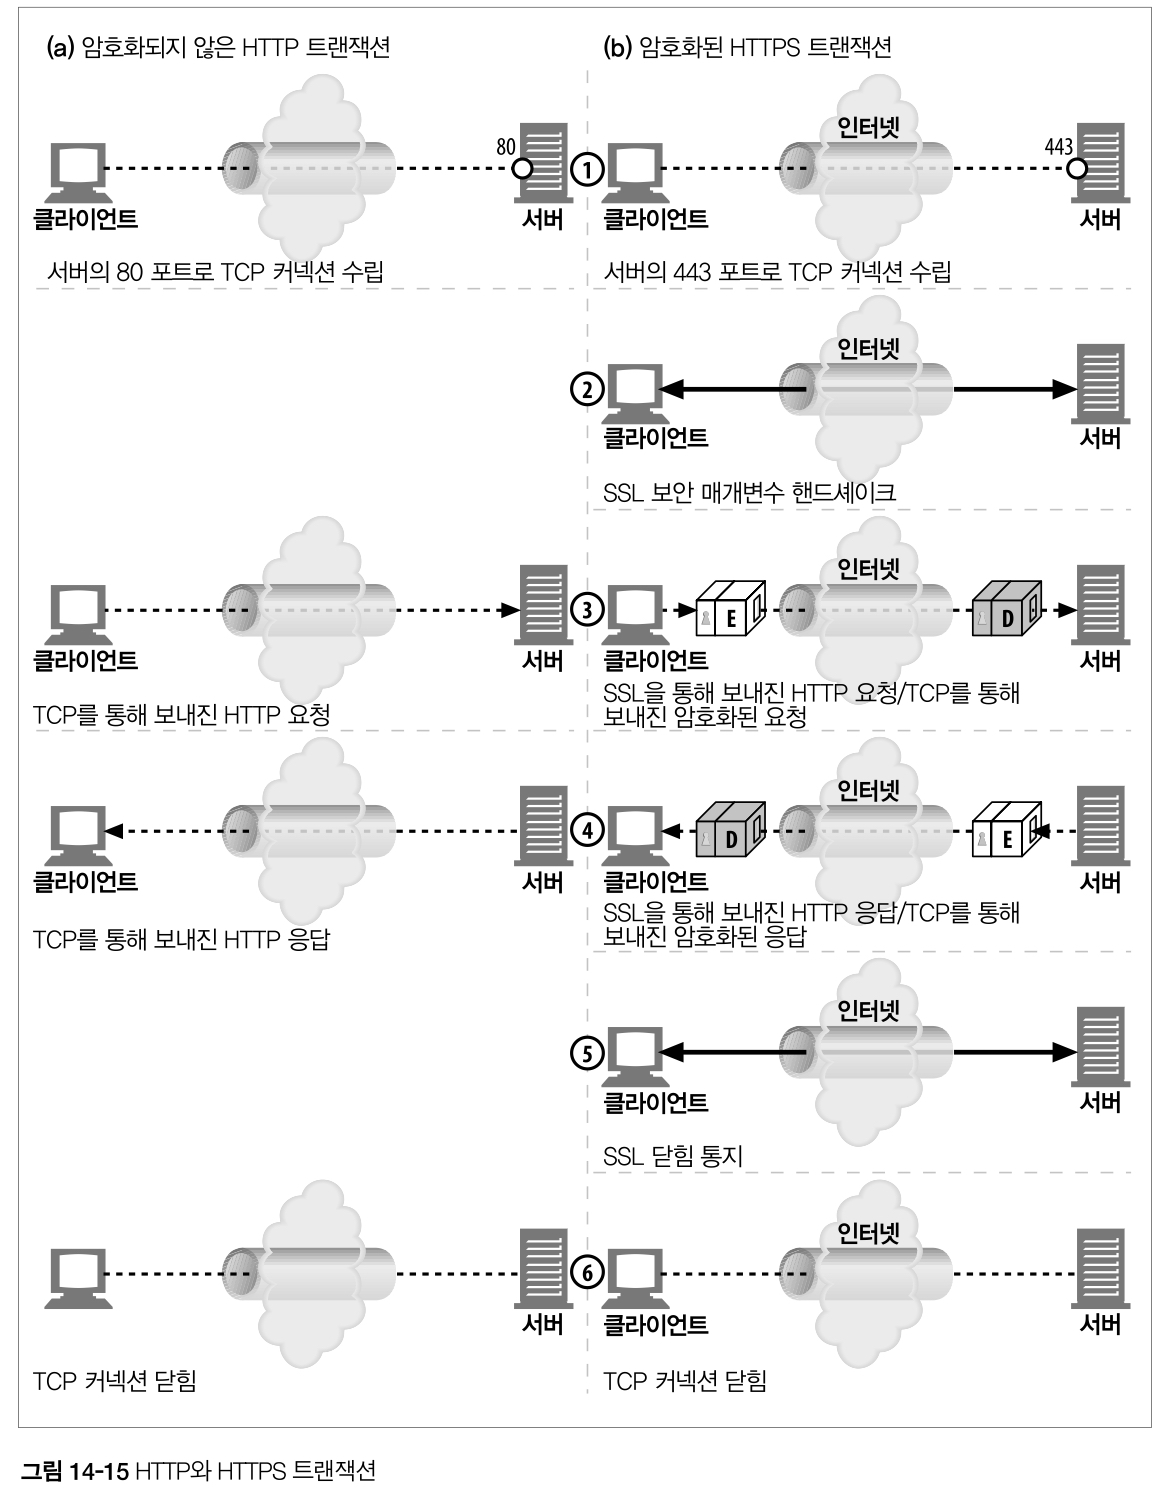 (a) 암호화되지 않은 HTTP 트랜잭션
(b) 암호화된 HTTPS 트랜잭션
80
클라이언트
서버
서버의 80 포트로 TCP 커넥션 수립
1
인터넷
443
클라이언트
서버
서버의 443 포트로 TCP 커넥션 수립
2
인터넷
클라이언트
서버
SSL 보안 매개변수 핸드셰이크
클라이언트
서버
TCP를 통해 보내진 HTTP 요청
3
인터넷
E
D
클라이언트
서버
SSL을 통해 보내진 HTTP 요청/TCP를 통해
보내진 암호화된 요청
클라이언트
서버
TCP를 통해 보내진 HTTP 응답
4
인터넷
D
E
클라이언트
서버
SSL을 통해 보내진 HTTP 응답/TCP를 통해
보내진 암호화된 응답
5
인터넷
클라이언트
서버
SSL 닫힘 통지
서버
TCP 커넥션 닫힘
6
인터넷
클라이언트
서버
TCP 커넥션 닫힘
그림 14-15 HTTP와 HTTPS 트랜잭션